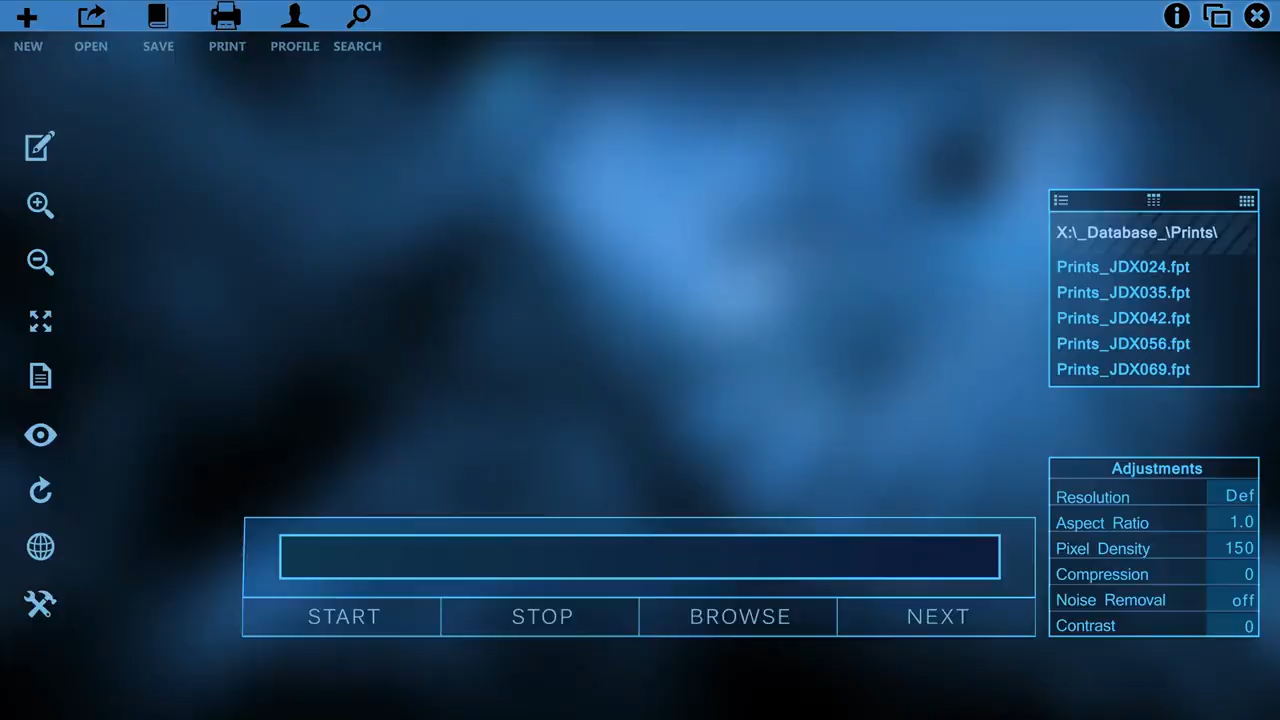 NEW OPEN SAVE PRINT PROFILE SEARCH
X:\_Database_\Prints\
Prints_JDX024.fpt
Prints_JDX035.fpt
Prints_JDX042.fpt
Prints_JDX056.fpt
Prints_JDX069.fpt
Adjustments
Resolution Def
Aspect Ratio 1.0
Pixel Density 150
Compression 0
Noise Removal off
Contrast 0
START STOP BROWSE NEXT